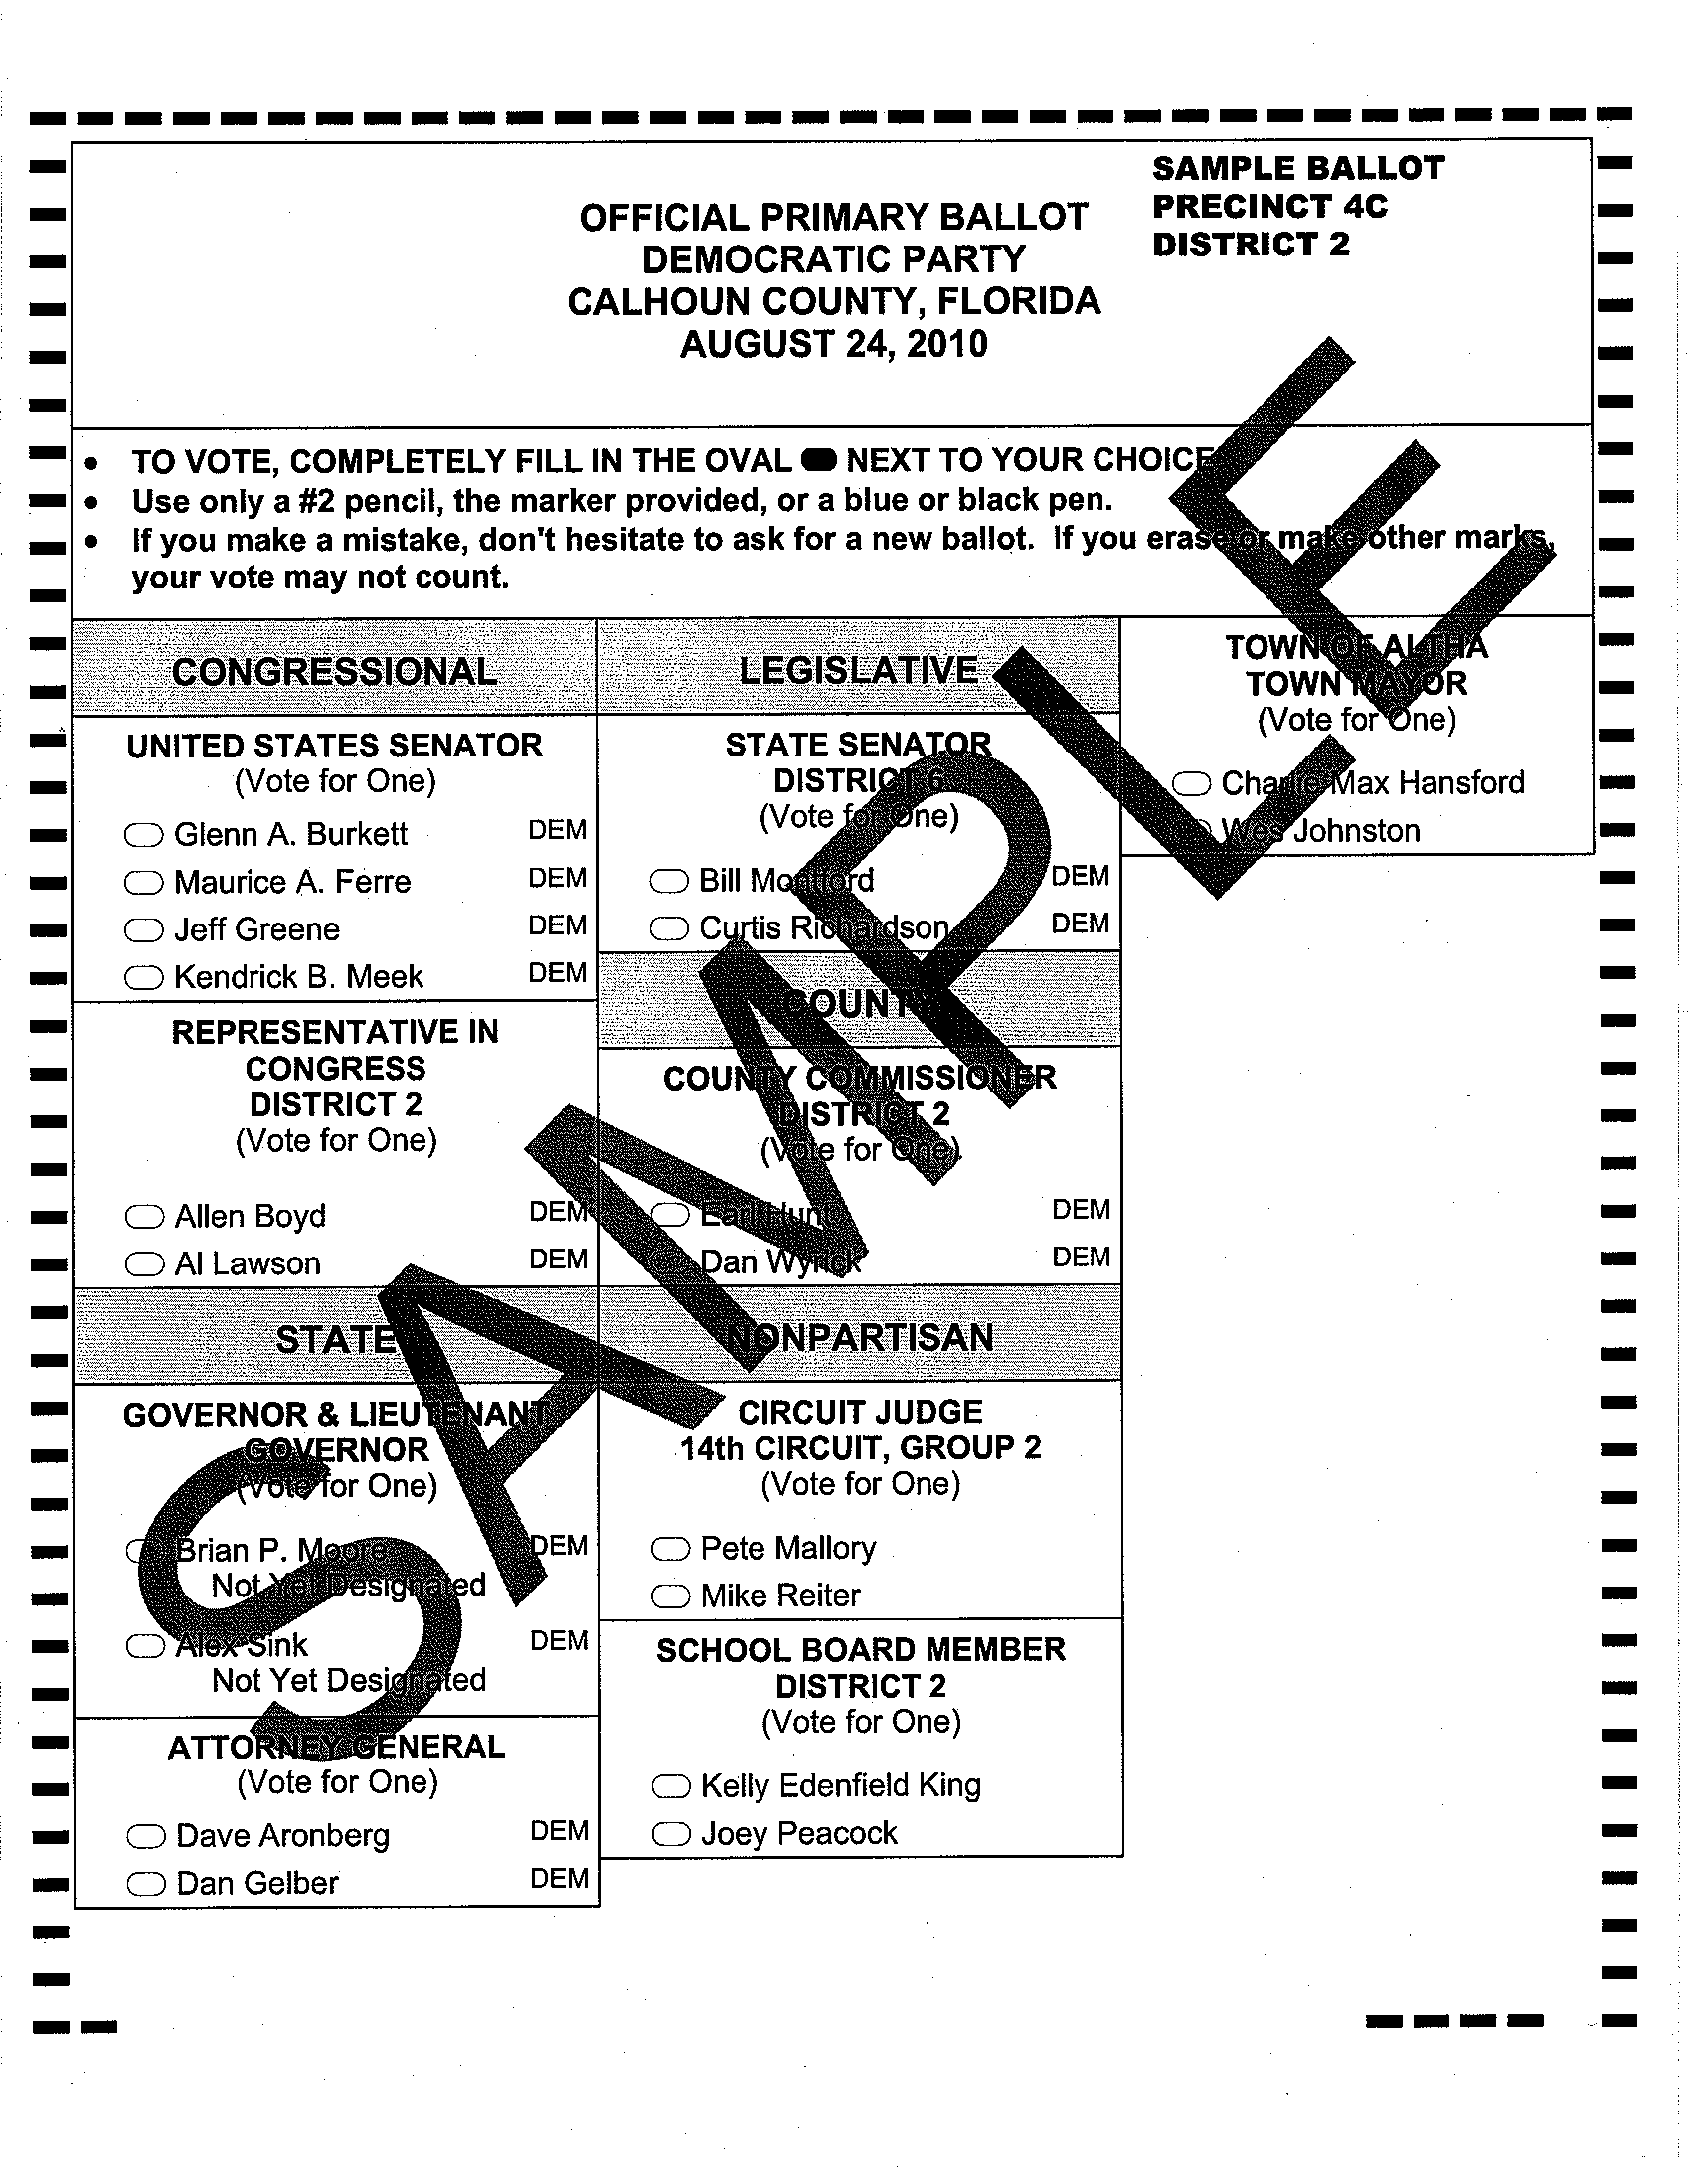 SAMPLE BALLOT
PRECINCT 4C
DISTRICT 2
OFFICIAL PRIMARY BALLOT
DEMOCRATIC PARTY
CALHOUN COUNTY, FLORIDA
AUGUST 24, 2010
• TO VOTE, COMPLETELY FILL IN THE OVAL NEXT TO YOUR CHOICE
• Use only a #2 pencil, the marker provided, or a blue or black pen.
• If you make a mistake, don't hesitate to ask for a new ballot. If you erase or make other marks,
your vote may not count.
CONGRESSIONAL
UNITED STATES SENATOR
(Vote for One)
Glenn A. Burkett DEM
Maurice A. Ferre DEM
Jeff Greene DEM
Kendrick B. Meek DEM
REPRESENTATIVE IN
CONGRESS
DISTRICT 2
(Vote for One)
Allen Boyd DEM
Al Lawson DEM
STATE
GOVERNOR & LIEUTENANT
GOVERNOR
(Vote for One)
Brian P. Moore DEM
Not Yet Designated
Alex Sink DEM
Not Yet Designated
ATTORNEY GENERAL
(Vote for One)
Dave Aronberg DEM
Dan Gelber DEM
LEGISLATIVE
STATE SENATOR
DISTRICT 6
(Vote for One)
Bill Montford DEM
Curtis Richardson DEM
COUNTY
COUNTY COMMISSIONER
DISTRICT 2
(Vote for One)
Earl Hunt DEM
Dan Wyrick DEM
NONPARTISAN
CIRCUIT JUDGE
14th CIRCUIT, GROUP 2
(Vote for One)
Pete Mallory
Mike Reiter
SCHOOL BOARD MEMBER
DISTRICT 2
(Vote for One)
Kelly Edenfield King
Joey Peacock
TOWN OF ALTHA
TOWN MAYOR
(Vote for One)
Charlie Max Hansford
Wes Johnston
SAMPLE